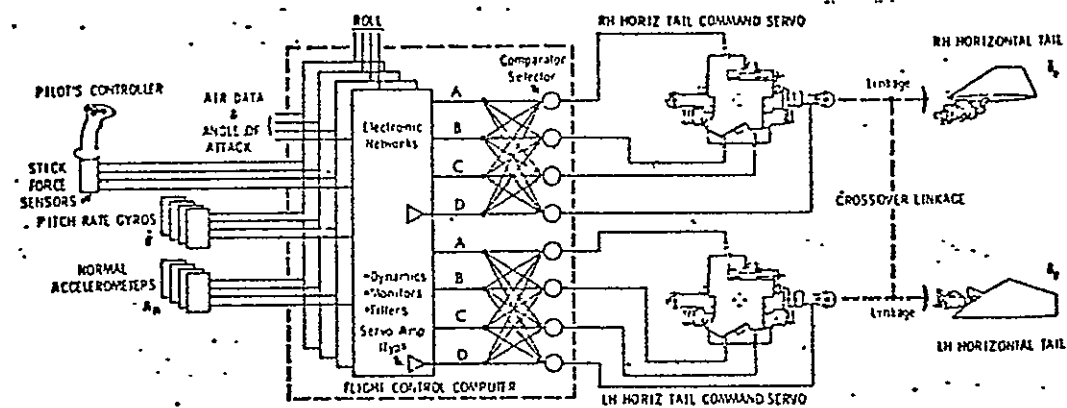 ROLL
RH HORIZ TAIL COMMAND SERVO
Comparator
Selector
RH HORIZONTAL TAIL
PILOT'S CONTROLLER
AIR DATA
&
ANGLE OF
ATTACK
A
B
C
D
Electronic
Networks
Linkage
STICK
FORCE
SENSORS
PITCH RATE GYROS
CROSSOVER LINKAGE
NORMAL
ACCELEROMETERS
A
B
C
D
•Dynamics
•Monitors
•Filters
Servo Amp
Linkage
LH HORIZONTAL TAIL
FLIGHT CONTROL COMPUTER
LH HORIZ TAIL COMMAND SERVO